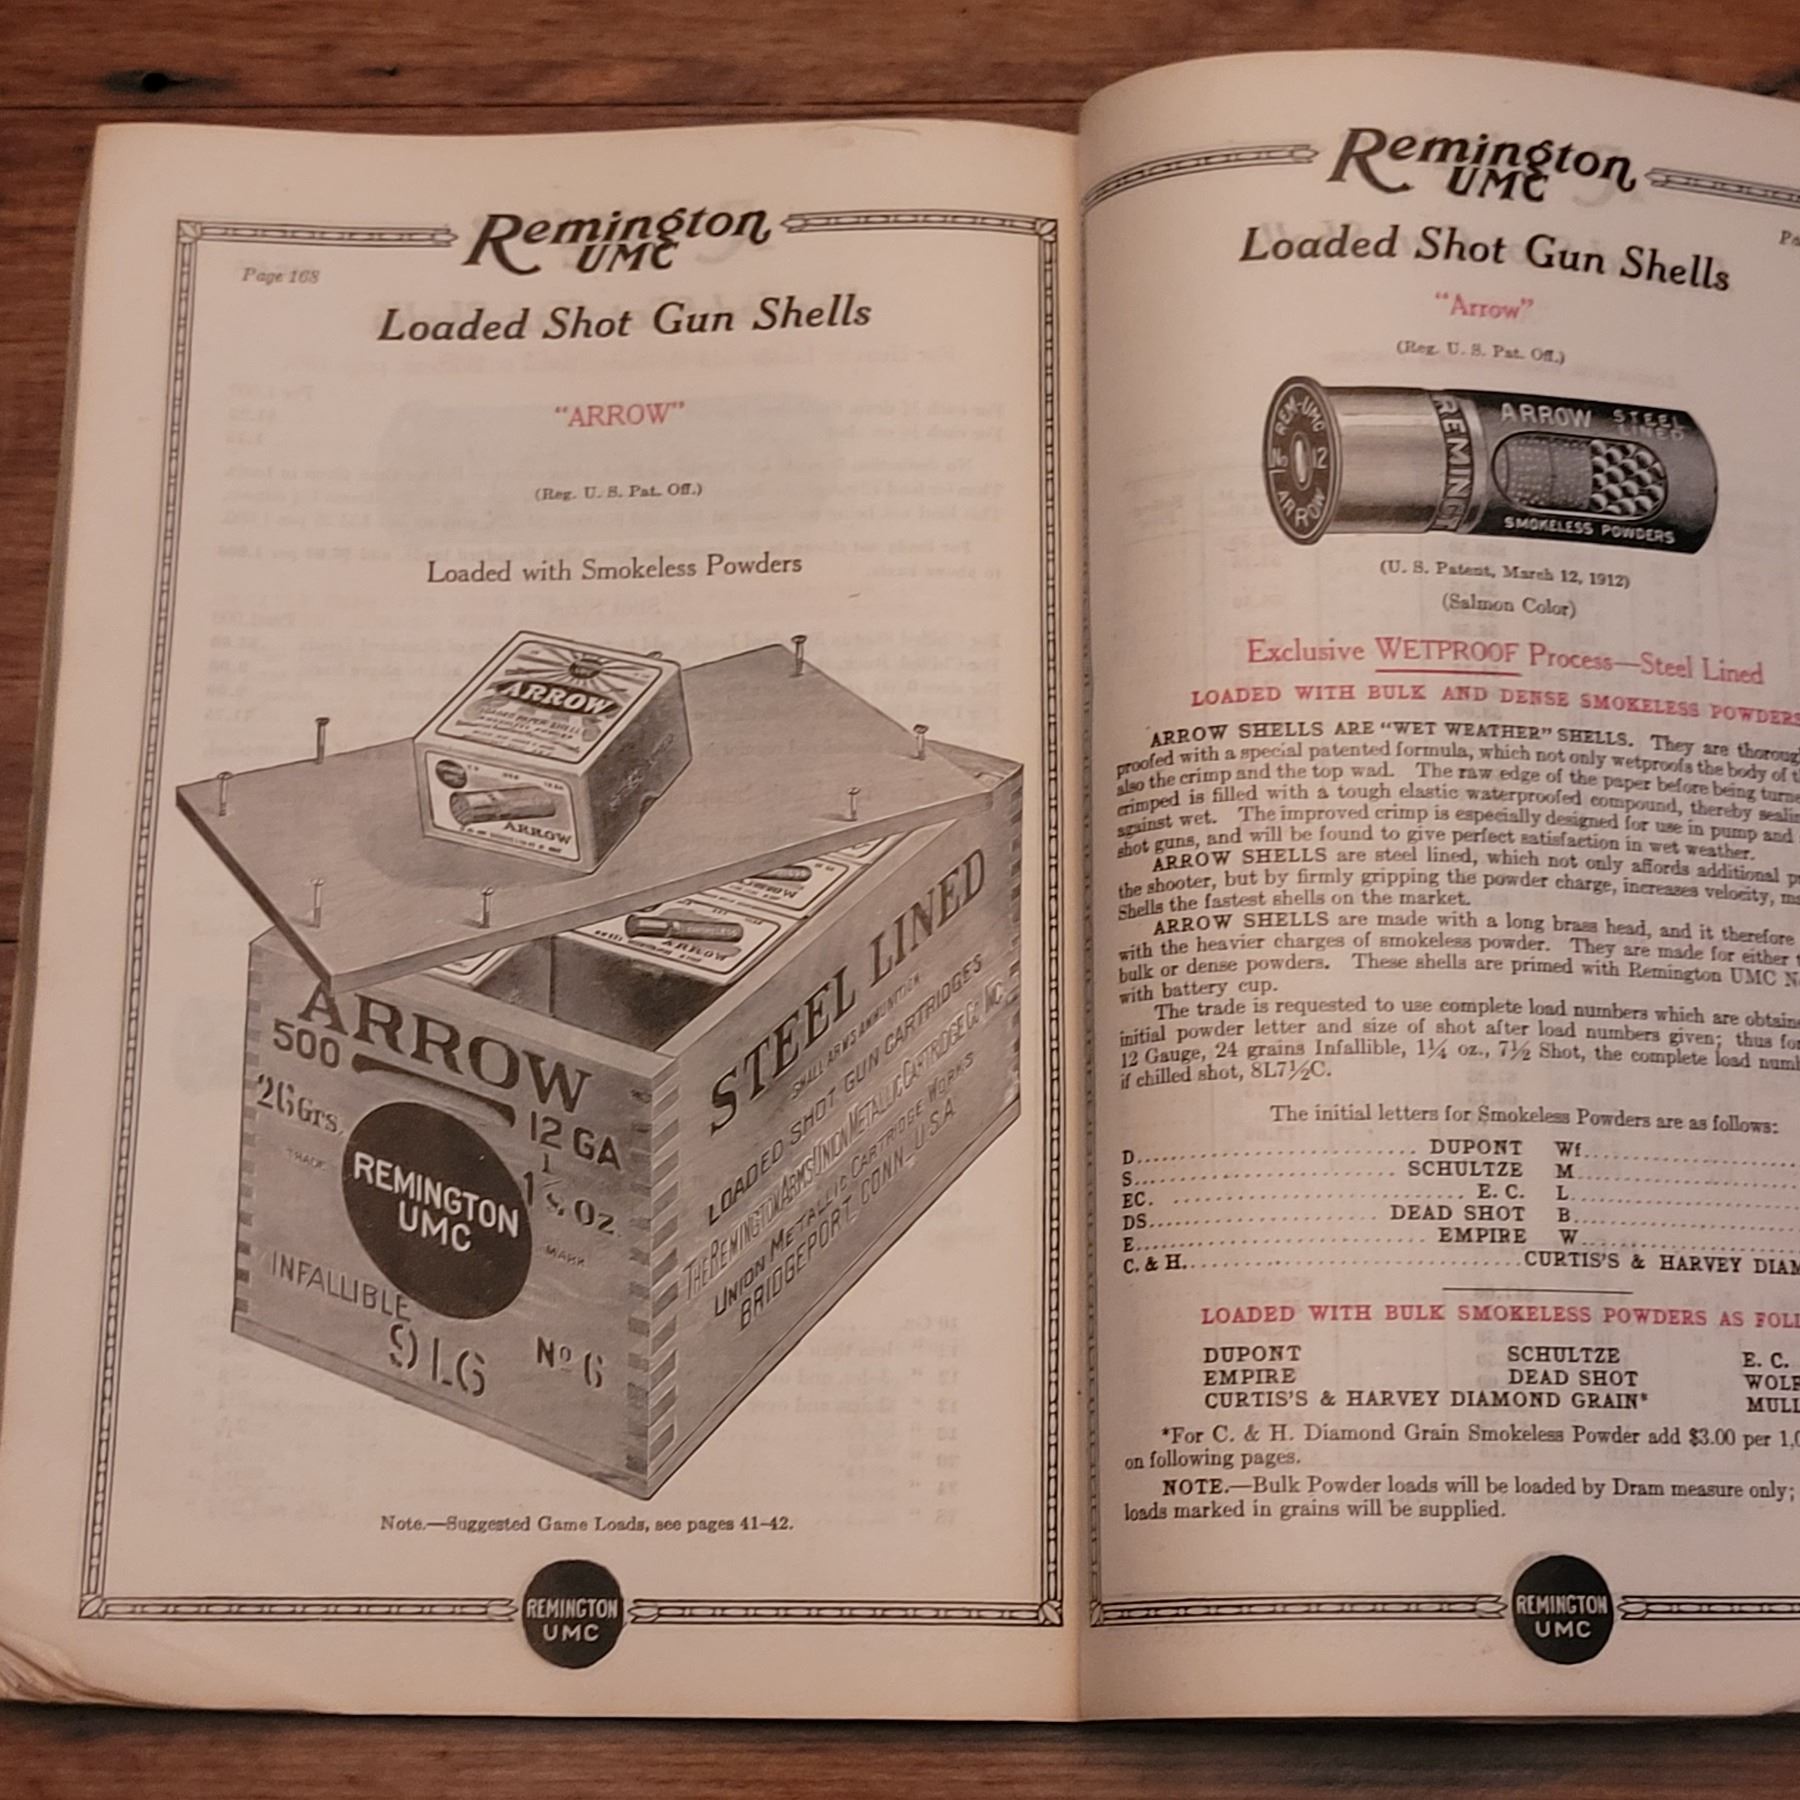 Remington
UMC
Page 168
Loaded Shot Gun Shells
"ARROW"
(Reg. U. S. Pat. Off.)
Loaded with Smokeless Powders
ARROW
ARROW
ARROW
ARROW
500
12 GA
26 Grs.
TRADE
REMINGTON
UMC
Oz.
MARK
INFALLIBLE
9L6
No 6
STEEL LINED
SMALL ARMS AMMUNITION
LOADED SHOT GUN CARTRIDGES
THE REMINGTON ARMS UNION METALLIC CARTRIDGE CO. INC.
UNION METALLIC CARTRIDGE WORKS
BRIDGEPORT, CONN., U.S.A.
Note.—Suggested Game Loads, see pages 41-42.
REMINGTON
UMC
Remington
UMC
Loaded Shot Gun Shells
"Arrow"
(Reg. U. S. Pat. Off.)
REM-UMC
No 12
ARROW
REMINGT
ARROW STEEL
LINED
SMOKELESS POWDERS
(U. S. Patent, March 12, 1912)
(Salmon Color)
Exclusive WETPROOF Process—Steel Lined
LOADED WITH BULK AND DENSE SMOKELESS POWDERS
ARROW SHELLS ARE "WET WEATHER" SHELLS. They are thoroug
proofed with a special patented formula, which not only wetproofs the body of t
also the crimp and the top wad. The raw edge of the paper before being turne
crimped is filled with a tough elastic waterproofed compound, thereby sealin
against wet. The improved crimp is especially designed for use in pump and
shot guns, and will be found to give perfect satisfaction in wet weather.
ARROW SHELLS are steel lined, which not only affords additional p
the shooter, but by firmly gripping the powder charge, increases velocity, m
Shells the fastest shells on the market.
ARROW SHELLS are made with a long brass head, and it therefore
with the heavier charges of smokeless powder. They are made for either
bulk or dense powders. These shells are primed with Remington UMC N
with battery cup.
The trade is requested to use complete load numbers which are obtaine
initial powder letter and size of shot after load numbers given; thus for
12 Gauge, 24 grains Infallible, 1¼ oz., 7½ Shot, the complete load numb
if chilled shot, 8L7½C.
The initial letters for Smokeless Powders are as follows:
D. DUPONT Wf.
S. SCHULTZE M
EC. E. C. L
DS. DEAD SHOT B
E. EMPIRE W
C. & H. CURTIS'S & HARVEY DIAM
LOADED WITH BULK SMOKELESS POWDERS AS FOLL
DUPONT SCHULTZE E. C.
EMPIRE DEAD SHOT WOLF
CURTIS'S & HARVEY DIAMOND GRAIN* MULL
*For C. & H. Diamond Grain Smokeless Powder add $3.00 per 1,0
on following pages.
NOTE.—Bulk Powder loads will be loaded by Dram measure only;
loads marked in grains will be supplied.
REMINGTON
UMC